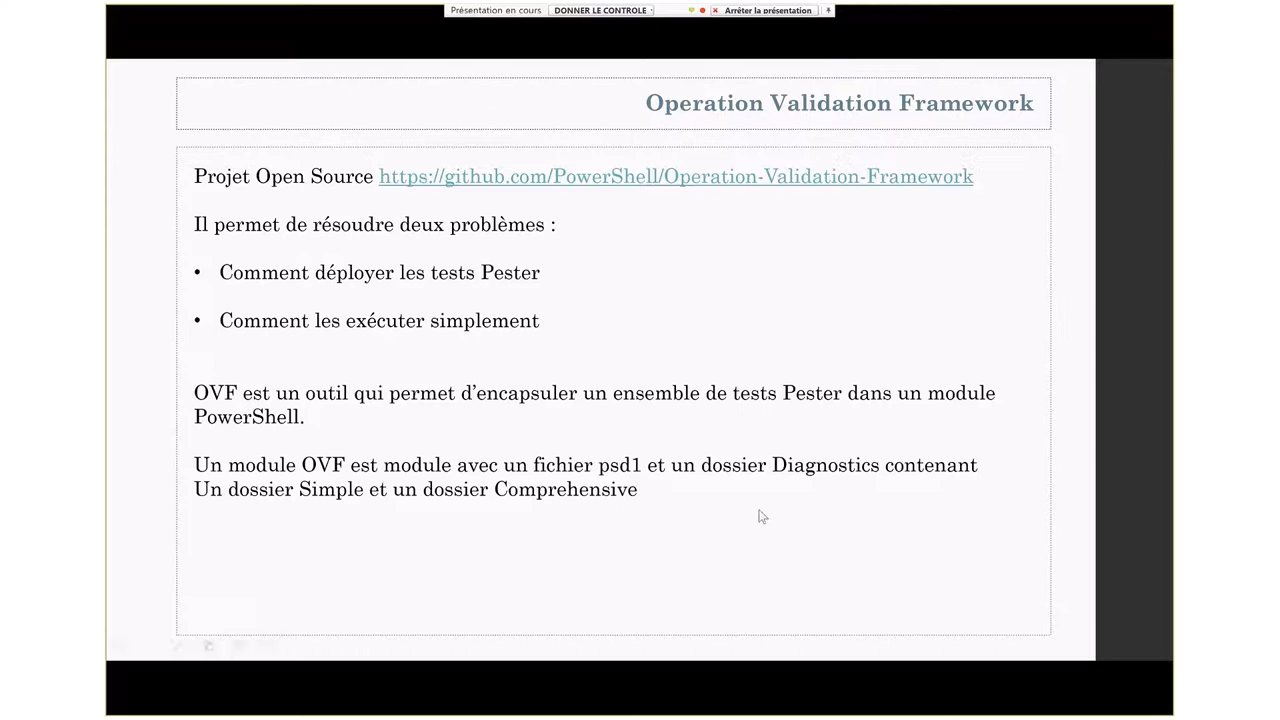 Présentation en cours DONNER LE CONTROLE Arrêter la présentation
Operation Validation Framework
Projet Open Source https://github.com/PowerShell/Operation-Validation-Framework
Il permet de résoudre deux problèmes :
• Comment déployer les tests Pester
• Comment les exécuter simplement
OVF est un outil qui permet d’encapsuler un ensemble de tests Pester dans un module
PowerShell.
Un module OVF est module avec un fichier psd1 et un dossier Diagnostics contenant
Un dossier Simple et un dossier Comprehensive